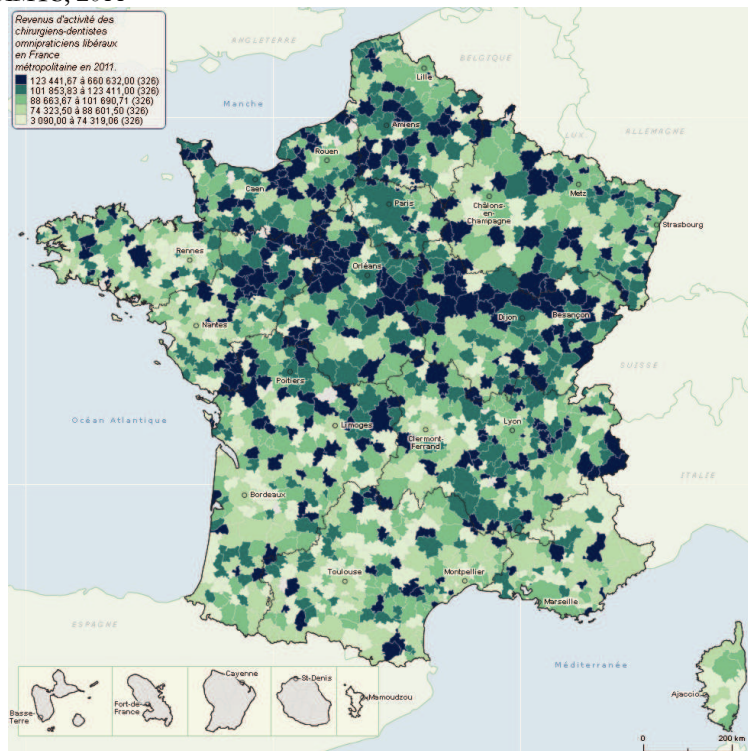 Revenus d'activité des
chirurgiens-dentistes
omnipraticiens libéraux
en France
métropolitaine en 2011.
123 441,67 à 660 632,00 (326)
101 853,83 à 123 411,00 (326)
88 663,67 à 101 690,71 (326)
74 323,50 à 88 601,50 (326)
3 090,00 à 74 319,06 (326)
ANGLETERRE
BELGIQUE
Lille
Manche
Amiens
LUX.
ALLEMAGNE
Rouen
Caen
Metz
Paris
Châlons-
en-
Champagne
Strasbourg
Rennes
Orléans
Dijon
Besançon
Nantes
SUISSE
Poitiers
Océan Atlantique
Limoges
Clermont-
Ferrand
Lyon
ITALIE
Bordeaux
Toulouse
Montpellier
Marseille
ESPAGNE
Méditerranée
Ajaccio
Basse-
Terre
Fort-de-
France
Cayenne
St-Denis
Mamoudzou
0 200 km